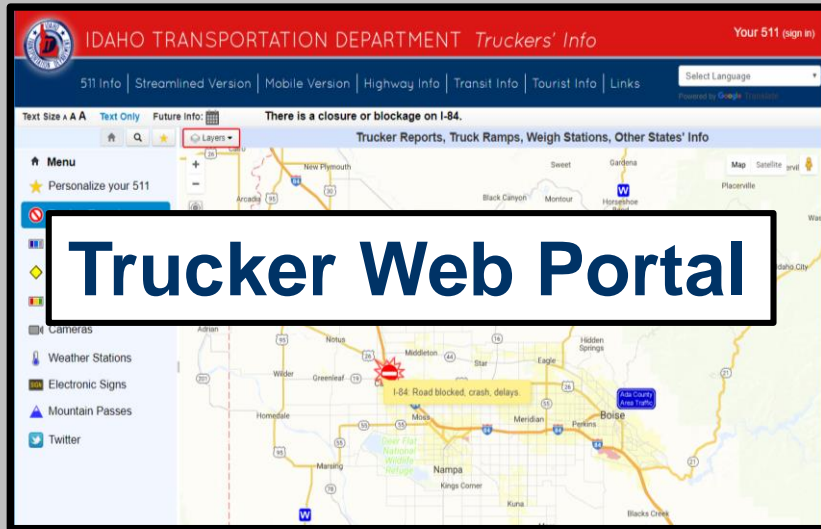 IDAHO TRANSPORTATION DEPARTMENT Truckers' Info
Your 511 (sign in)
511 Info | Streamlined Version | Mobile Version | Highway Info | Transit Info | Tourist Info | Links
Select Language
Powered by Google Translate
Text Size A A A Text Only Future Info:
There is a closure or blockage on I-84.
Layers
Trucker Reports, Truck Ramps, Weigh Stations, Other States' Info
Menu
Personalize your 511
Cameras
Weather Stations
Electronic Signs
Mountain Passes
Twitter
Trucker Web Portal
Map Satellite
New Plymouth
Sweet
Gardena
Placerville
Arcadia
Black Canyon
Montour
Horseshoe
Idaho City
Adrian
Notus
Middleton
Star
Eagle
Hidden
Springs
Wilder
Greenleaf
I-84: Road blocked, crash, delays.
Ada County
Area Traffic
Homedale
Moss
Meridian
Perkins
Boise
Deer Flat
National
Wildlife
Refuge
Marsing
Nampa
Kings Corner
Kuna
Blacks Creek